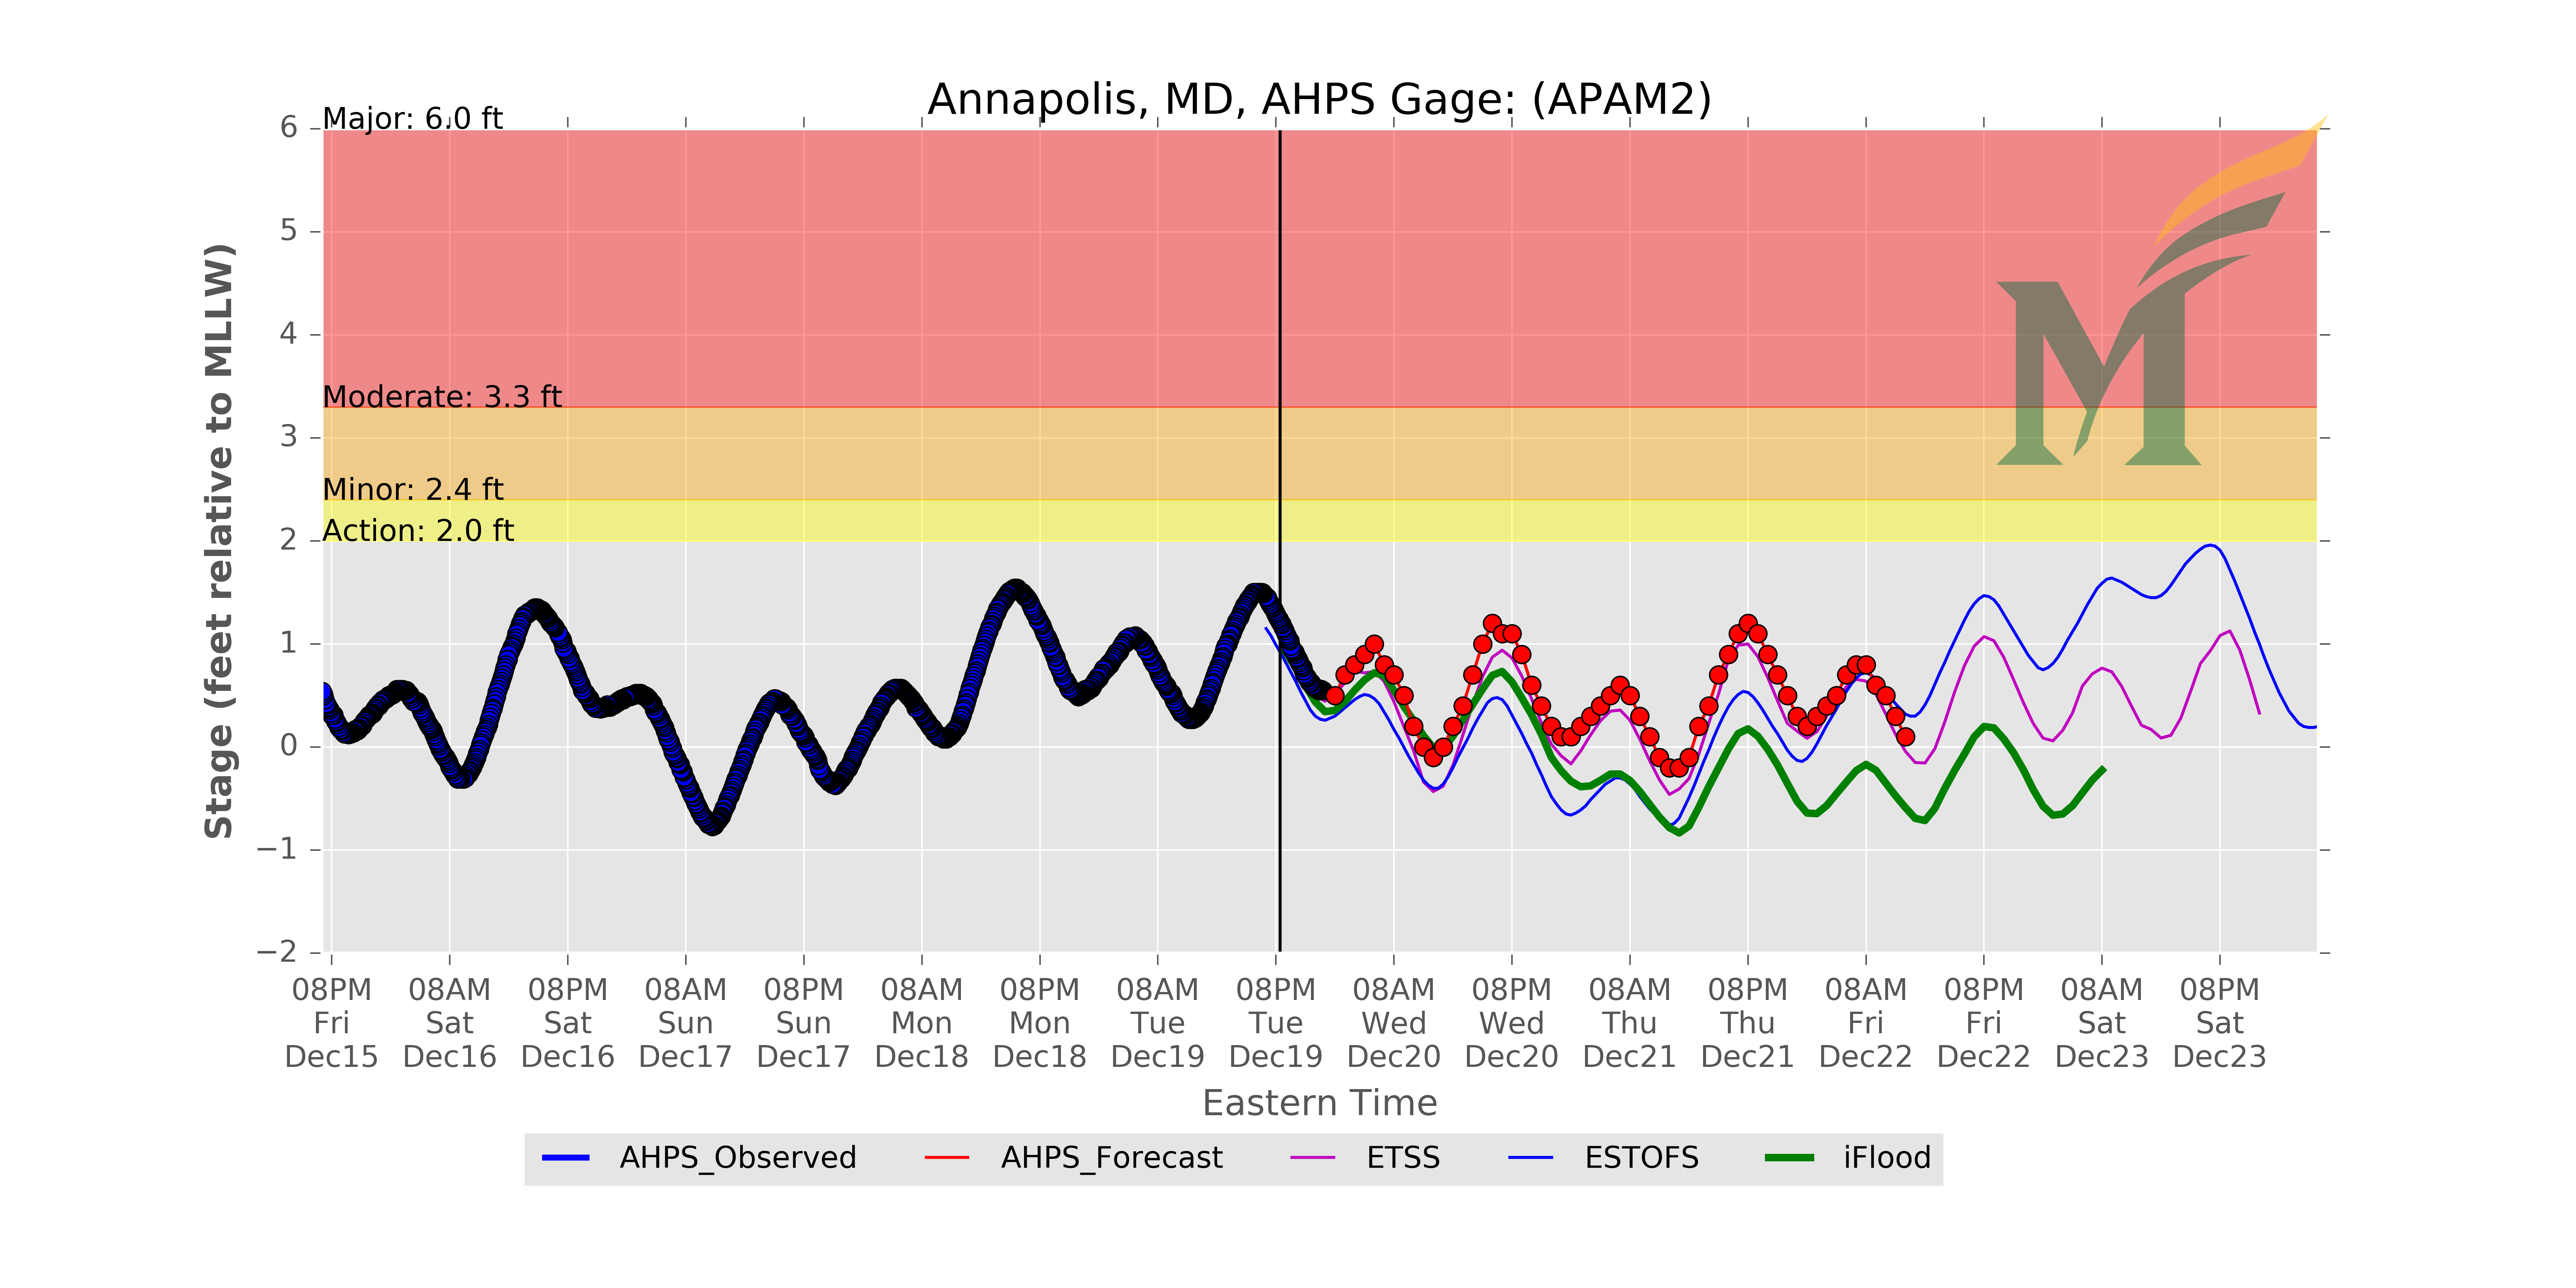 Annapolis, MD, AHPS Gage: (APAM2)
Major: 6.0 ft
Moderate: 3.3 ft
Minor: 2.4 ft
Action: 2.0 ft
Stage (feet relative to MLLW)
6
5
4
3
2
1
0
−1
−2
08PM 08AM 08PM 08AM 08PM 08AM 08PM 08AM 08PM 08AM 08PM 08AM 08PM 08AM 08PM 08AM 08PM
Fri Sat Sat Sun Sun Mon Mon Tue Tue Wed Wed Thu Thu Fri Fri Sat Sat
Dec15 Dec16 Dec16 Dec17 Dec17 Dec18 Dec18 Dec19 Dec19 Dec20 Dec20 Dec21 Dec21 Dec22 Dec22 Dec23 Dec23
Eastern Time
AHPS_Observed AHPS_Forecast ETSS ESTOFS iFlood
M